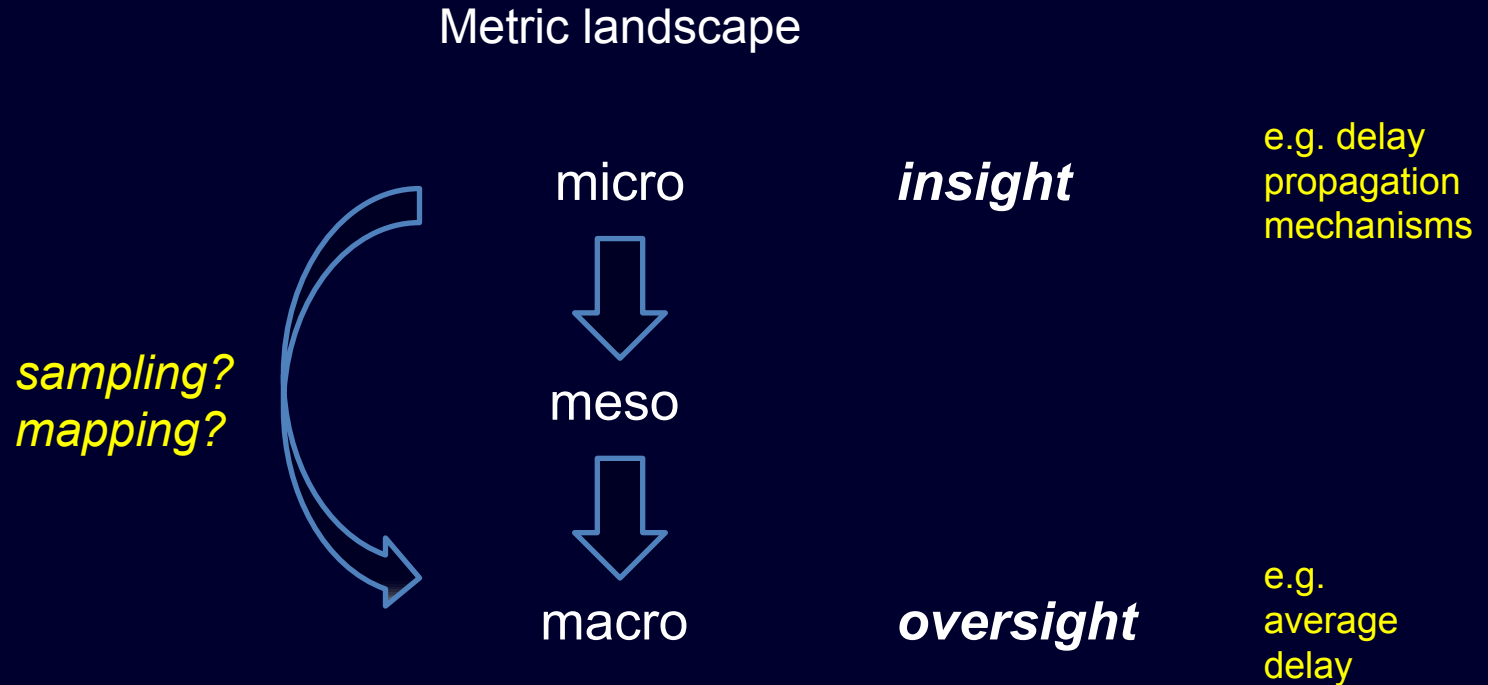 Metric landscape
micro
insight
e.g. delay
propagation
mechanisms
sampling?
mapping?
meso
macro
oversight
e.g.
average
delay